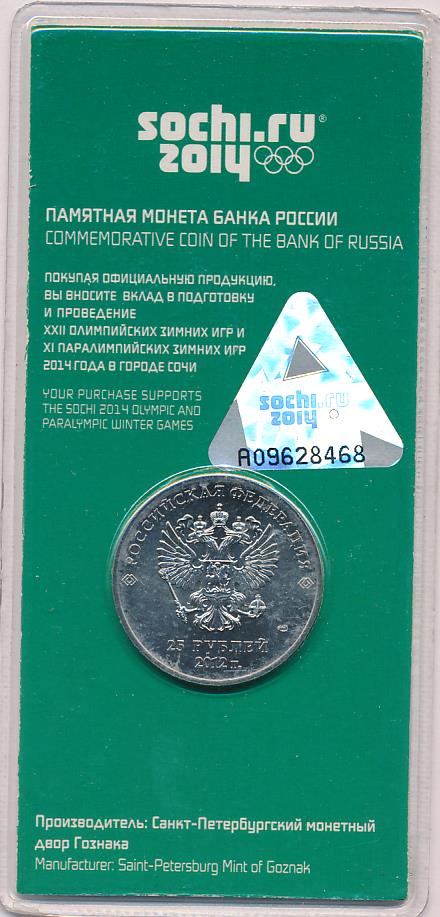 sochi.ru®
2014
ПАМЯТНАЯ МОНЕТА БАНКА РОССИИ
COMMEMORATIVE COIN OF THE BANK OF RUSSIA
ПОКУПАЯ ОФИЦИАЛЬНУЮ ПРОДУКЦИЮ,
ВЫ ВНОСИТЕ ВКЛАД В ПОДГОТОВКУ
И ПРОВЕДЕНИЕ
XXII ОЛИМПИЙСКИХ ЗИМНИХ ИГР И
XI ПАРАЛИМПИЙСКИХ ЗИМНИХ ИГР
2014 ГОДА В ГОРОДЕ СОЧИ
YOUR PURCHASE SUPPORTS
THE SOCHI 2014 OLYMPIC AND
PARALYMPIC WINTER GAMES
sochi.ru
2014
A09628468
РОССИЙСКАЯ ФЕДЕРАЦИЯ
25 РУБЛЕЙ
2012 г.
Производитель: Санкт-Петербургский монетный
двор Гознака
Manufacturer: Saint-Petersburg Mint of Goznak